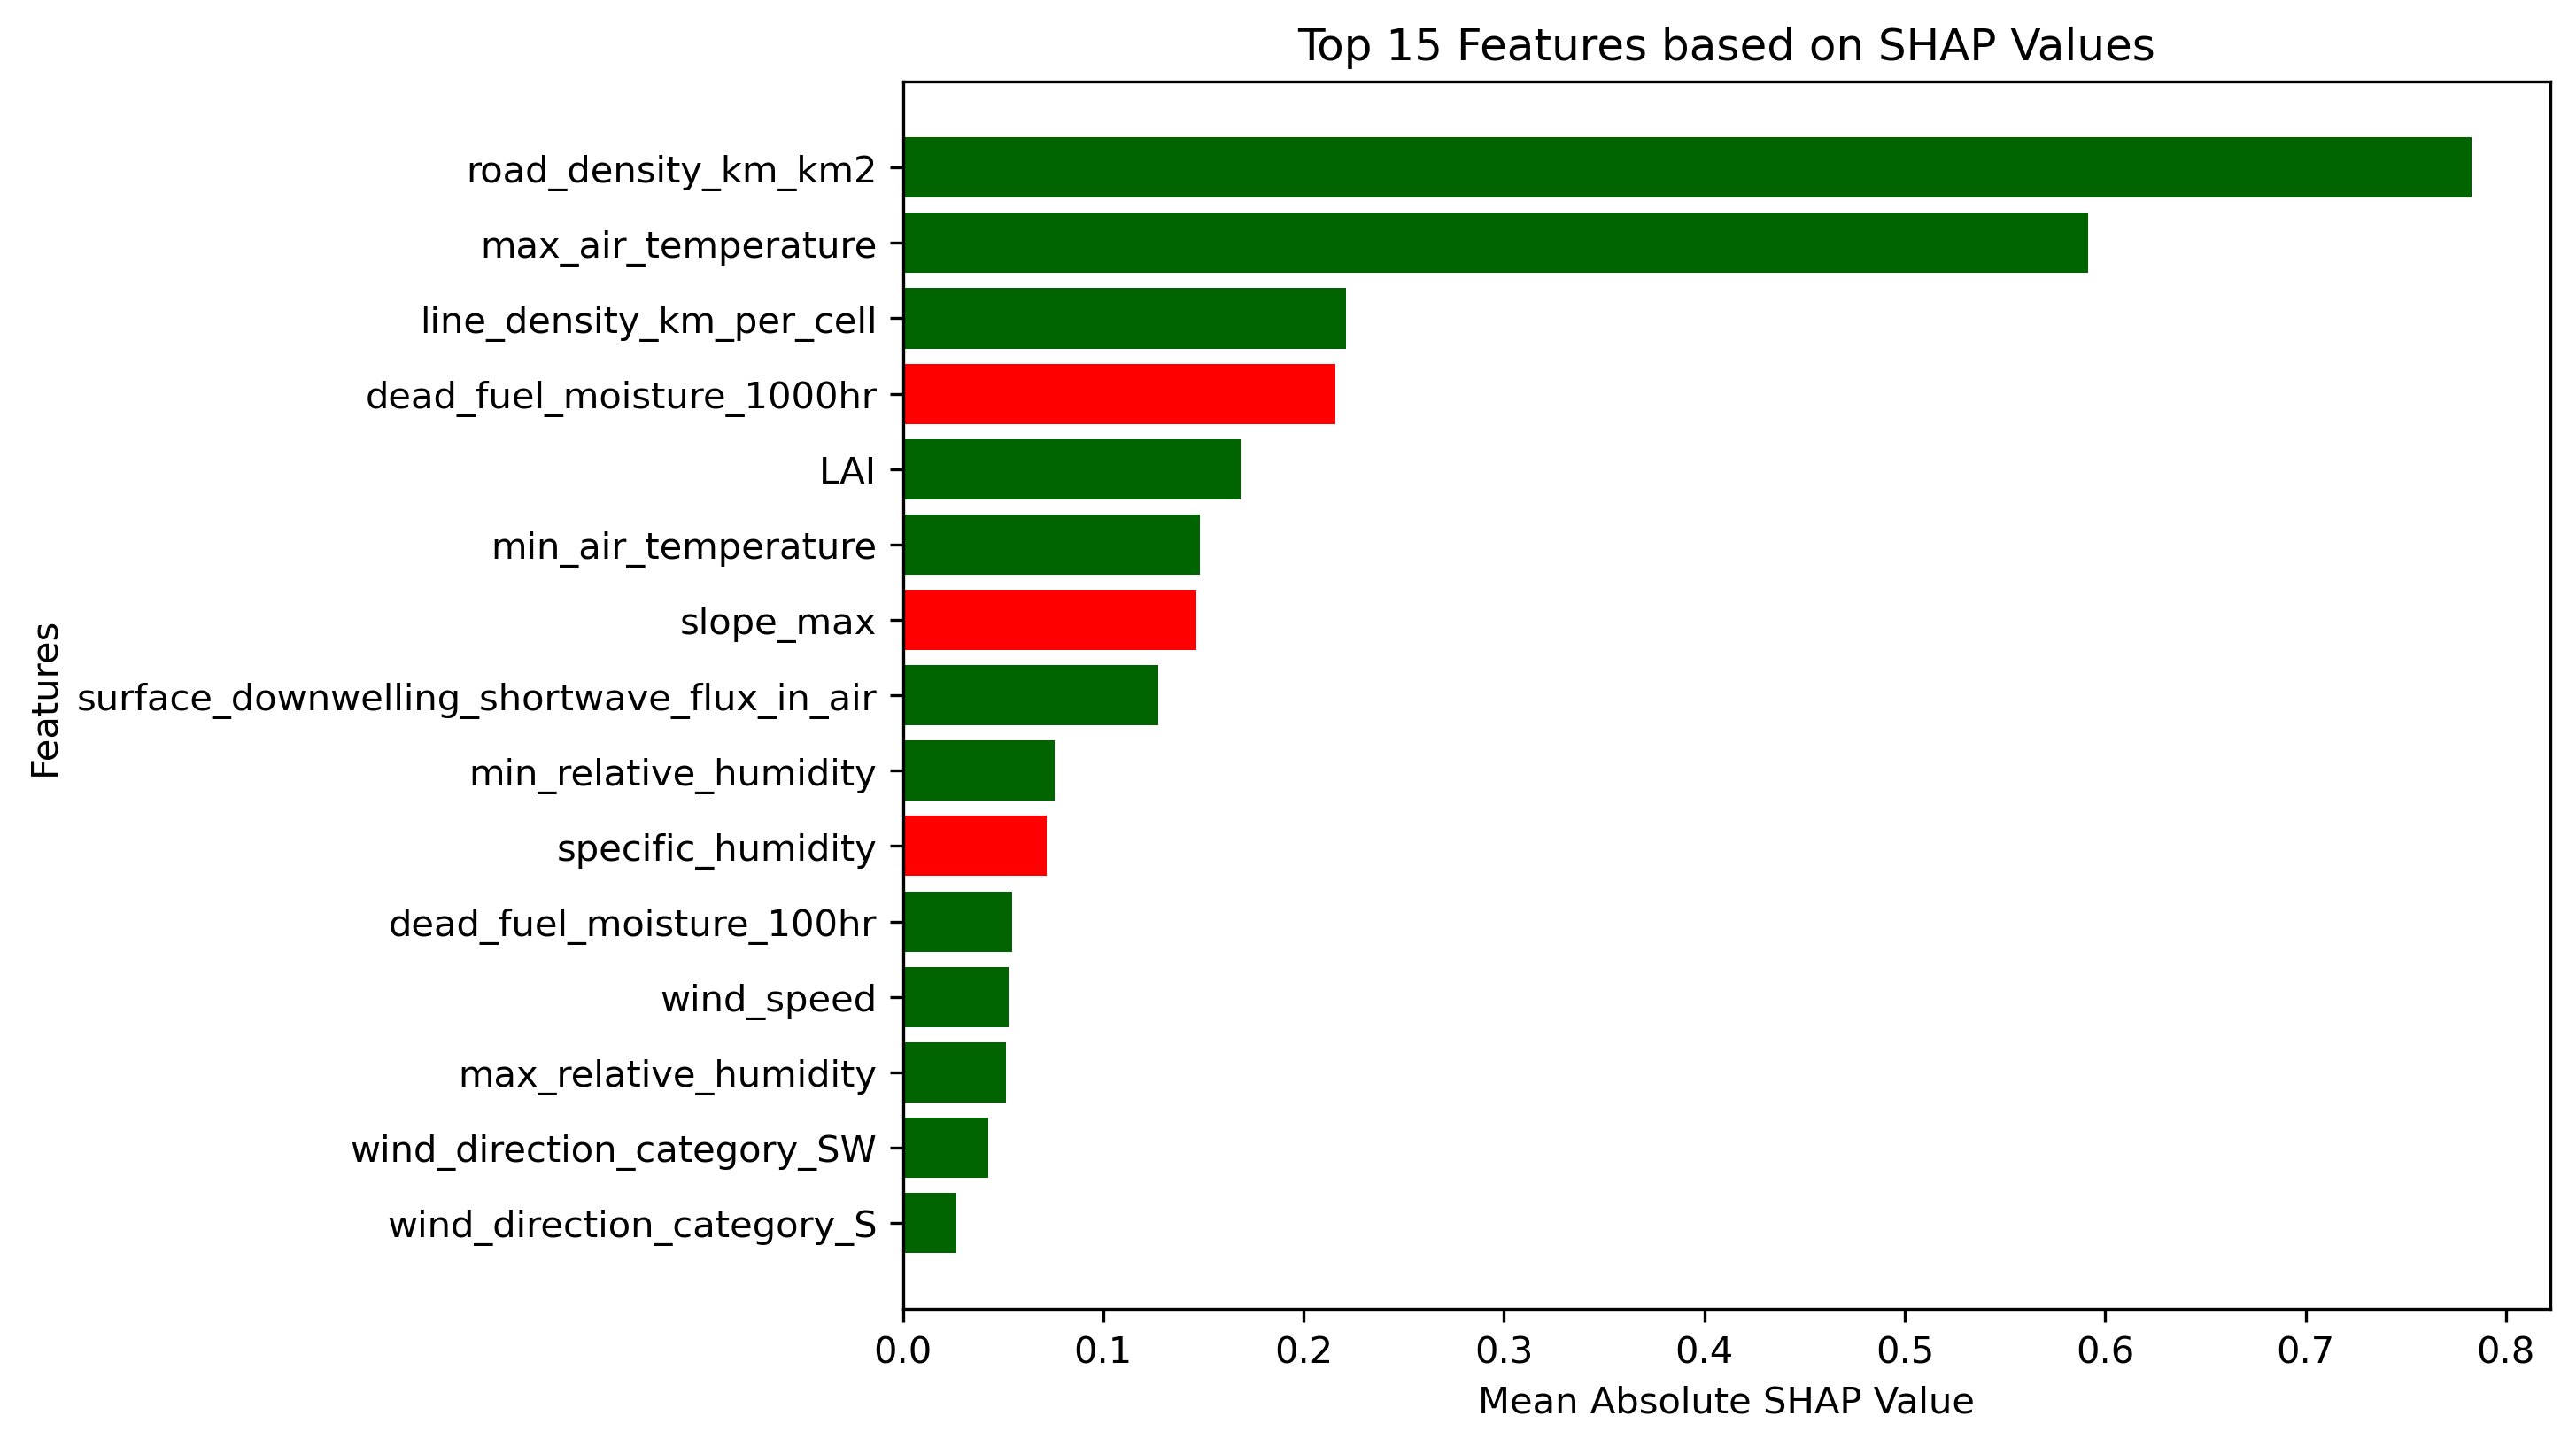 Top 15 Features based on SHAP Values
Features
road_density_km_km2
max_air_temperature
line_density_km_per_cell
dead_fuel_moisture_1000hr
LAI
min_air_temperature
slope_max
surface_downwelling_shortwave_flux_in_air
min_relative_humidity
specific_humidity
dead_fuel_moisture_100hr
wind_speed
max_relative_humidity
wind_direction_category_SW
wind_direction_category_S
0.0 0.1 0.2 0.3 0.4 0.5 0.6 0.7 0.8
Mean Absolute SHAP Value